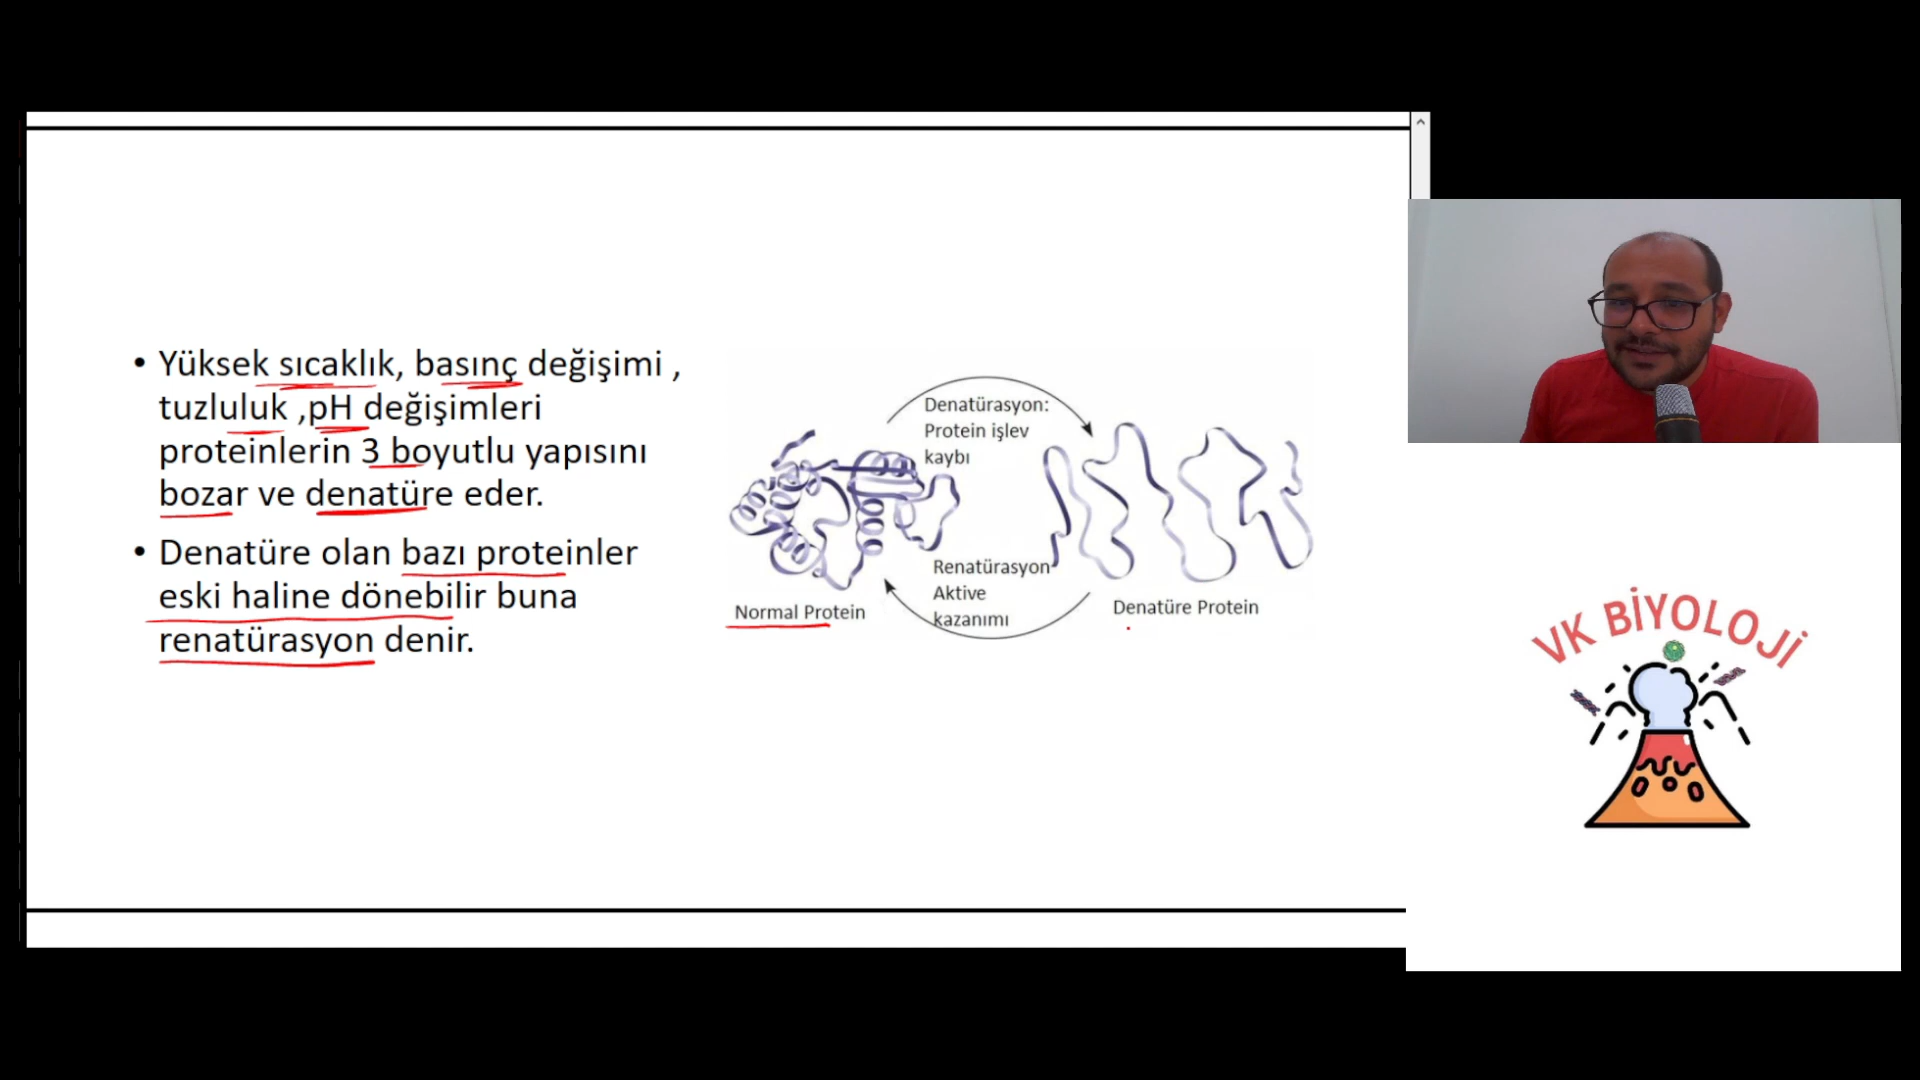 • Yüksek sıcaklık, basınç değişimi ,
tuzluluk ,pH değişimleri
proteinlerin 3 boyutlu yapısını
bozar ve denatüre eder.
• Denatüre olan bazı proteinler
eski haline dönebilir buna
renatürasyon denir.
Denatürasyon:
Protein işlev
kaybı
Renatürasyon
Aktive
kazanımı
Normal Protein
Denatüre Protein
VK BİYOLOJİ